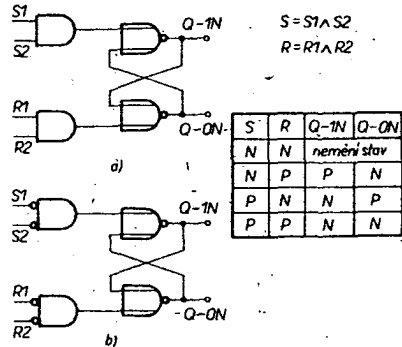 S1
S2
Q-1N
R1
R2
Q-0N
a)
S = S1 ∧ S2
R = R1 ∧ R2
S R Q-1N Q-0N
N N nemění stav
N P P N
P N N P
P P N N
S1
S2
Q-1N
R1
R2
-Q-0N
b)